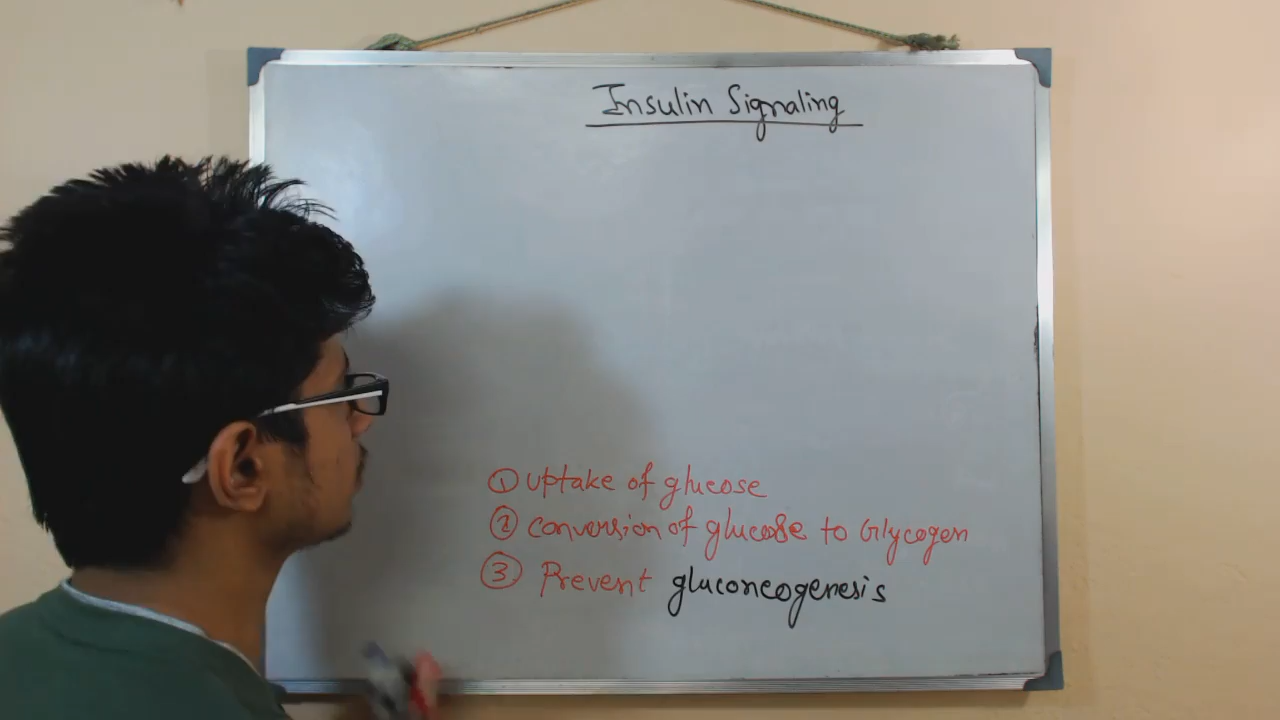 Insulin Signaling
① uptake of glucose
② Conversion of glucose to Glycogen
③ Prevent gluconeogenesis